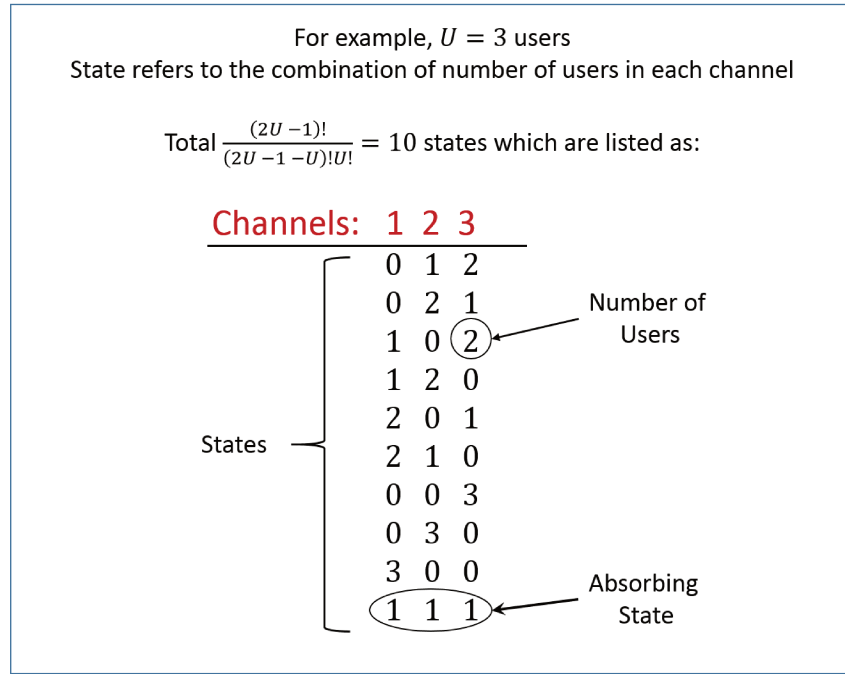 For example, U = 3 users
State refers to the combination of number of users in each channel
Total (2U −1)! / (2U −1 −U)!U! = 10 states which are listed as:
Channels: 1 2 3
0 1 2
0 2 1
1 0 2
Number of
Users
1 2 0
2 0 1
States
2 1 0
0 0 3
0 3 0
3 0 0
1 1 1
Absorbing
State